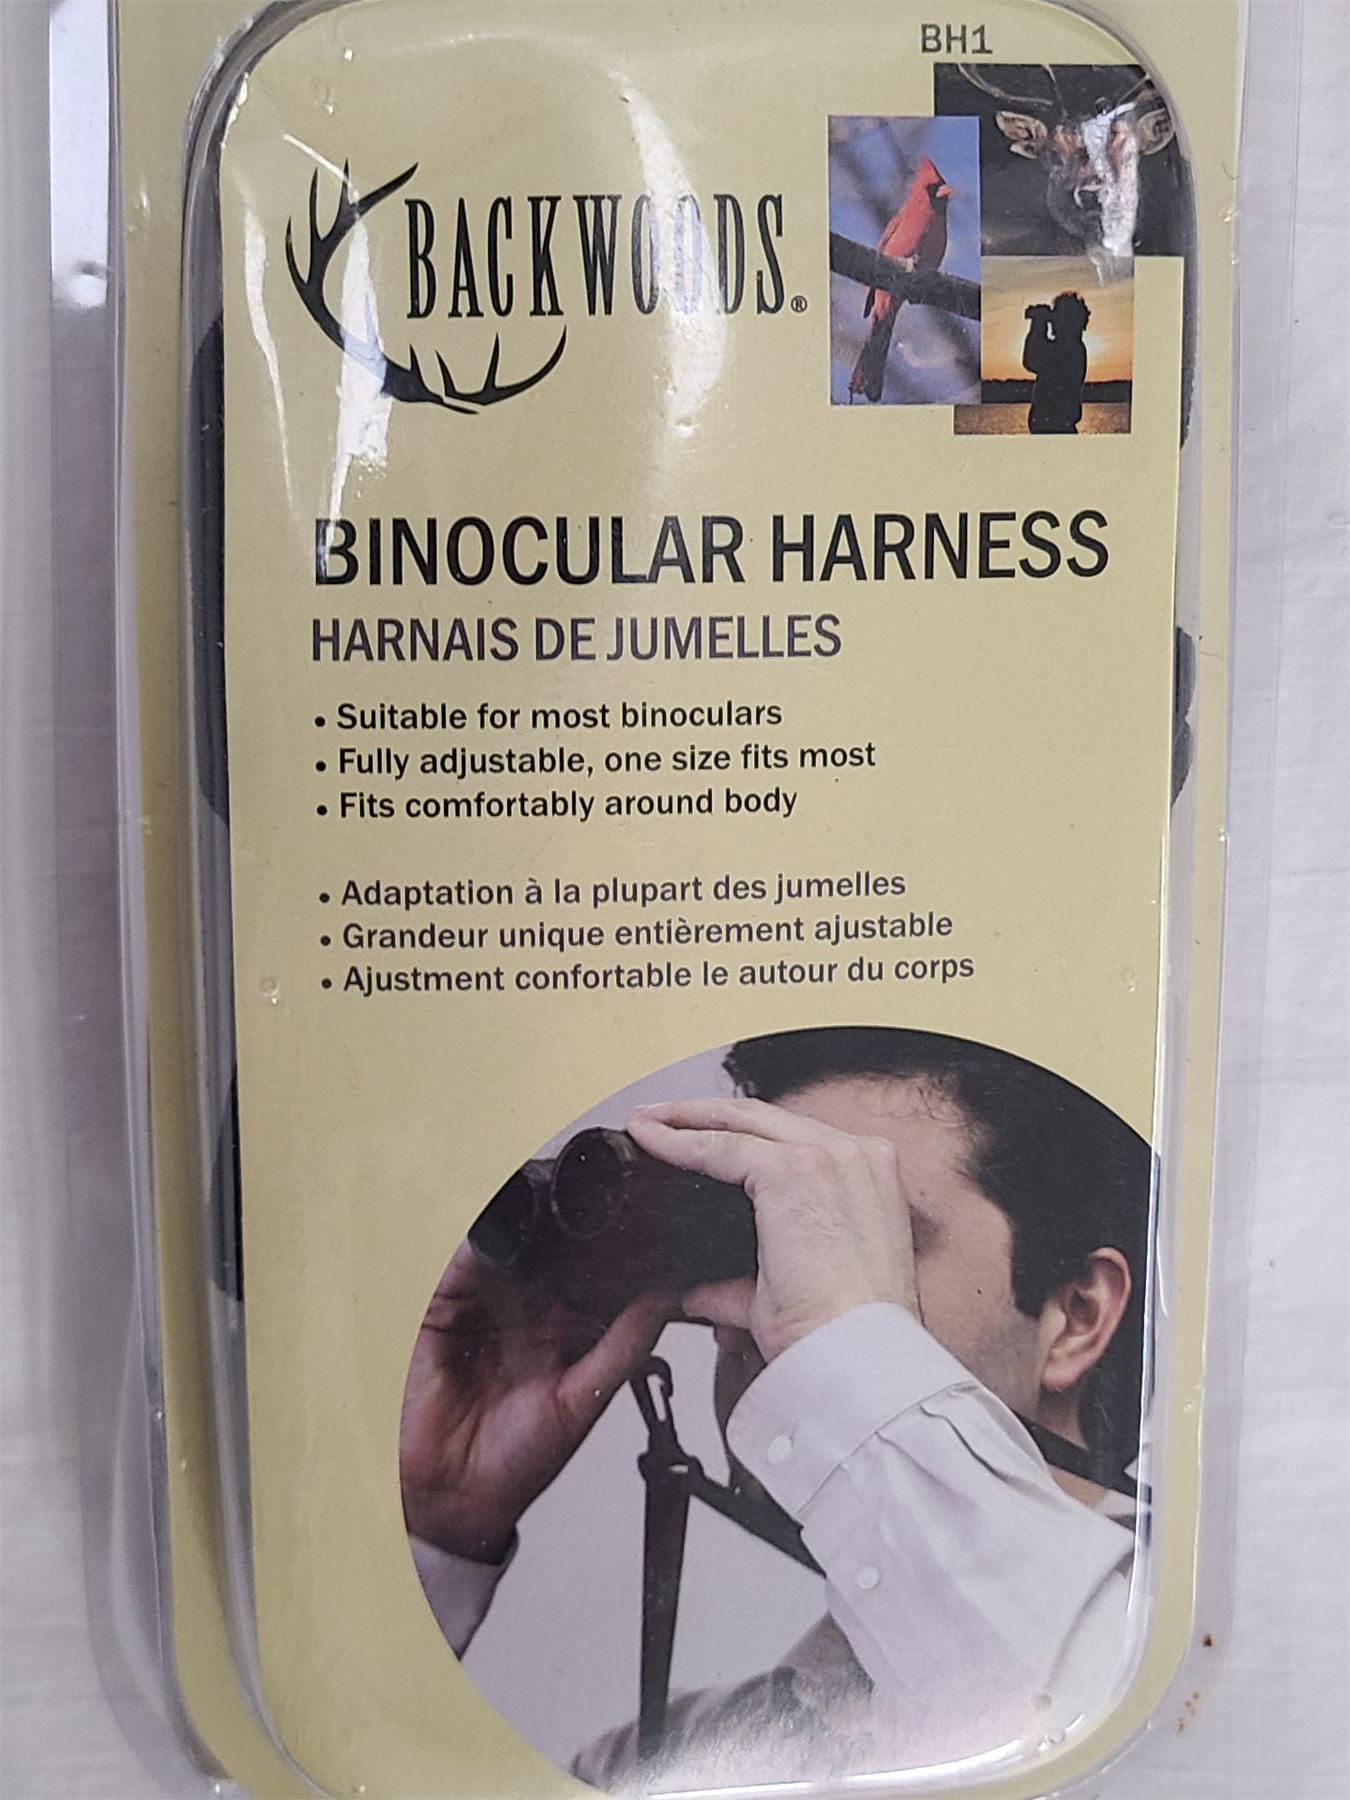 BH1
BACKWOODS®
BINOCULAR HARNESS
HARNAIS DE JUMELLES
• Suitable for most binoculars
• Fully adjustable, one size fits most
• Fits comfortably around body
• Adaptation à la plupart des jumelles
• Grandeur unique entièrement ajustable
• Ajustment confortable le autour du corps